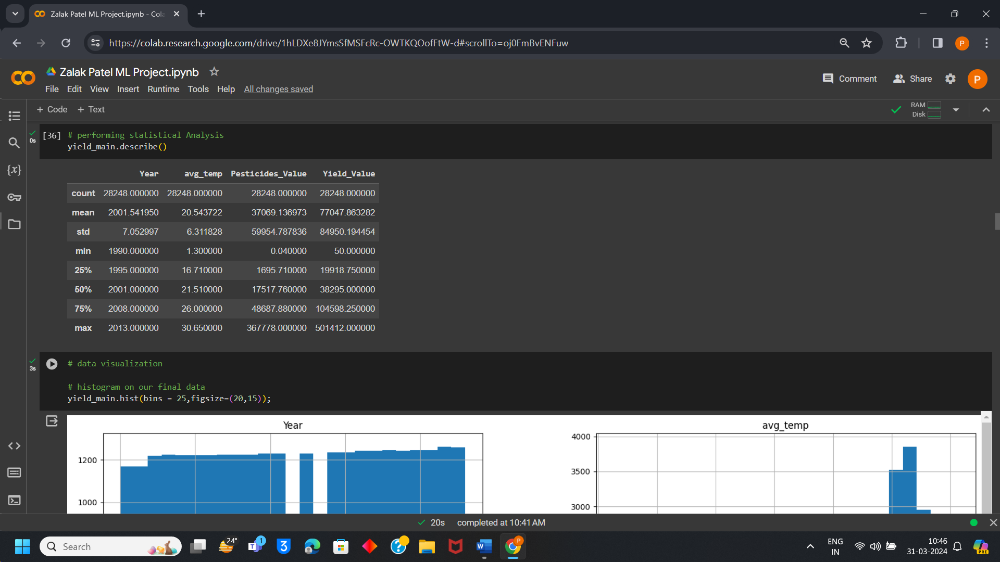 Zalak Patel ML Project.ipynb - Cola
https://colab.research.google.com/drive/1hLDXe8JYmsSfMSFcRc-OWTKQOofFtW-d#scrollTo=oj0FmBvENFuw
P
Zalak Patel ML Project.ipynb
Comment
Share
P
File Edit View Insert Runtime Tools Help All changes saved
+ Code + Text
RAM
Disk
0s
[36] # performing statistical Analysis
yield_main.describe()
{x}
Year avg_temp Pesticides_Value Yield_Value
count 28248.000000 28248.000000 28248.000000 28248.000000
mean 2001.541950 20.543722 37069.136973 77047.863282
std 7.052997 6.311828 59954.787836 84950.194454
min 1990.000000 1.300000 0.040000 50.000000
25% 1995.000000 16.710000 1695.710000 19918.750000
50% 2001.000000 21.510000 17517.760000 38295.000000
75% 2008.000000 26.000000 48687.880000 104598.250000
max 2013.000000 30.650000 367778.000000 501412.000000
3s
# data visualization
# histogram on our final data
yield_main.hist(bins = 25,figsize=(20,15));
Year
1200
1000
avg_temp
4000
3500
3000
20s completed at 10:41 AM
Search
24°
1
T
3
?
W
P
ENG
IN
10:46
31-03-2024
PRE